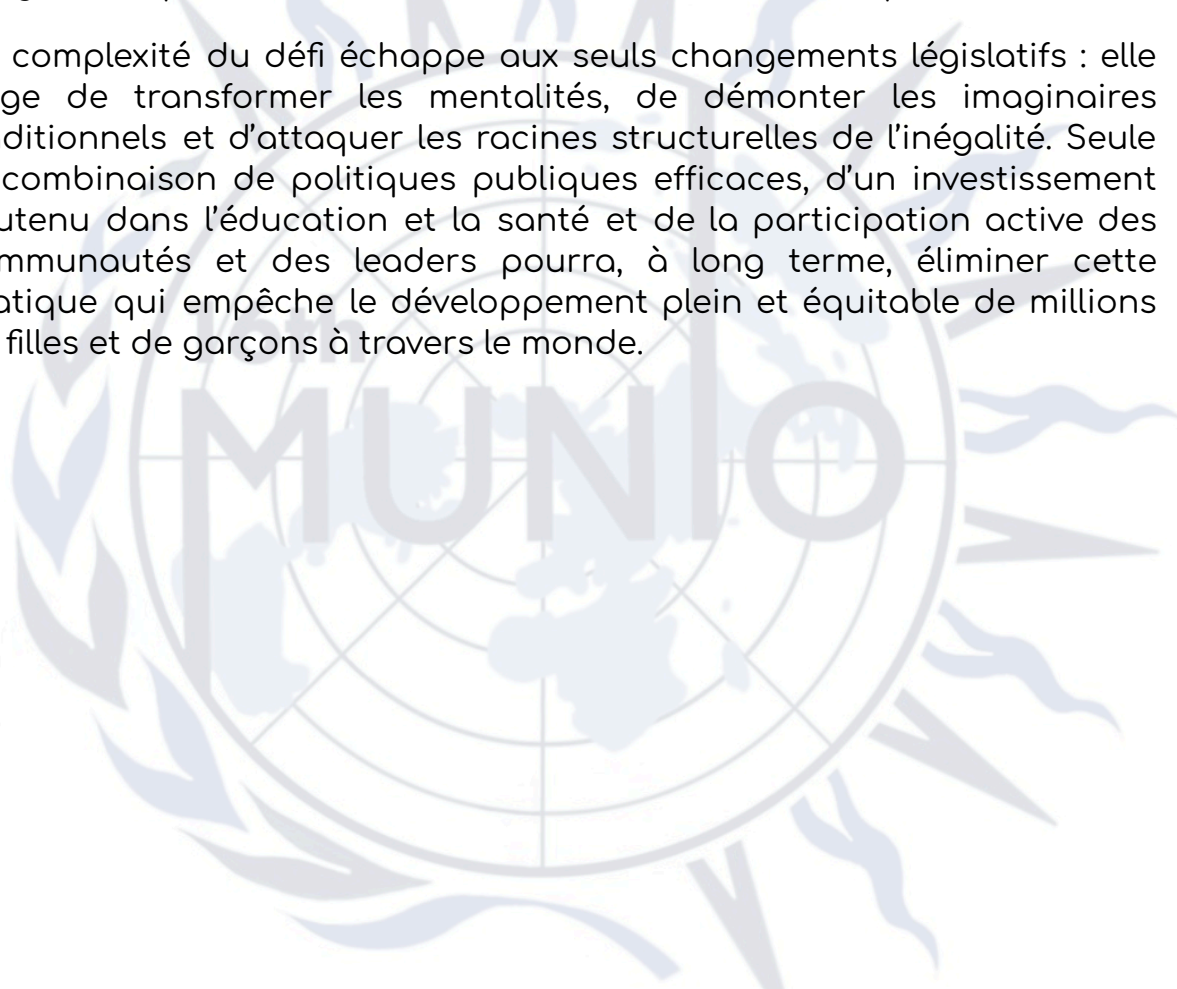 complexité du défi échappe aux seuls changements législatifs : elle
ge de transformer les mentalités, de démonter les imaginaires
ditionnels et d'attaquer les racines structurelles de l'inégalité. Seule
combinaison de politiques publiques efficaces, d'un investissement
utenu dans l'éducation et la santé et de la participation active des
mmunautés et des leaders pourra, à long terme, éliminer cette
atique qui empêche le développement plein et équitable de millions
filles et de garçons à travers le monde.
MUNIO